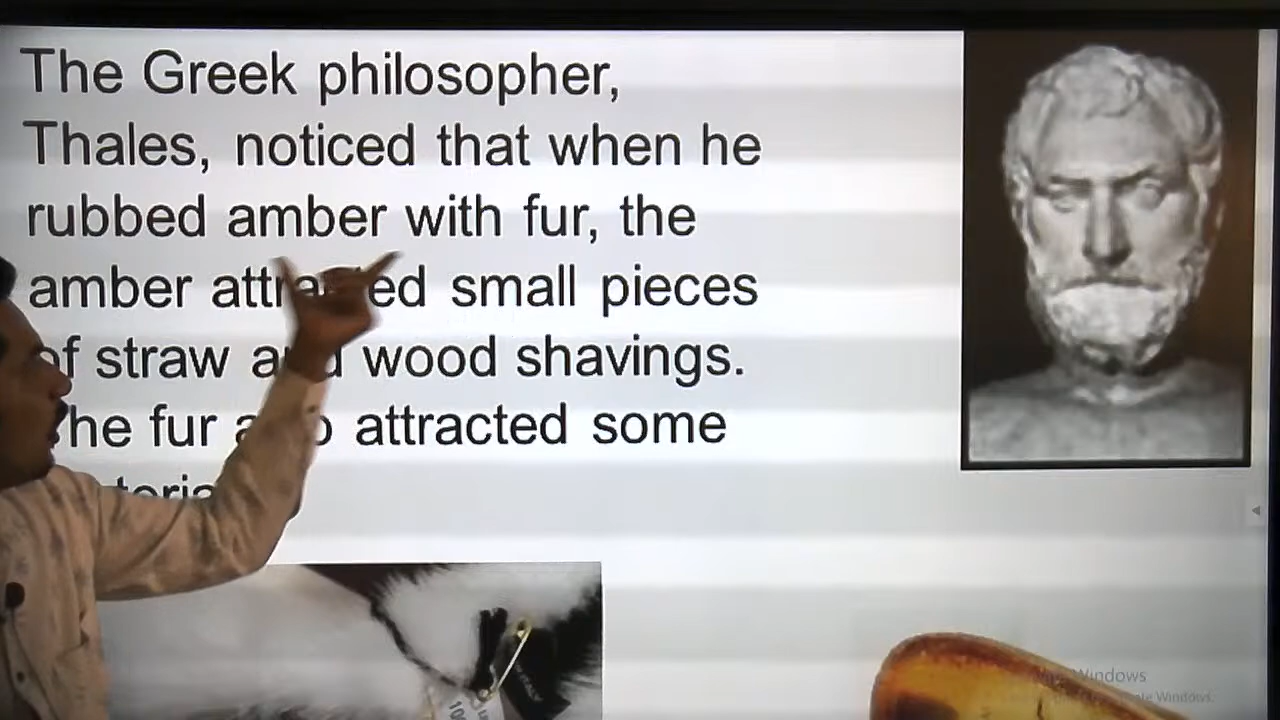 The Greek philosopher,
Thales, noticed that when he
rubbed amber with fur, the
amber attracted small pieces
of straw and wood shavings.
The fur also attracted some
Windows
Windows.